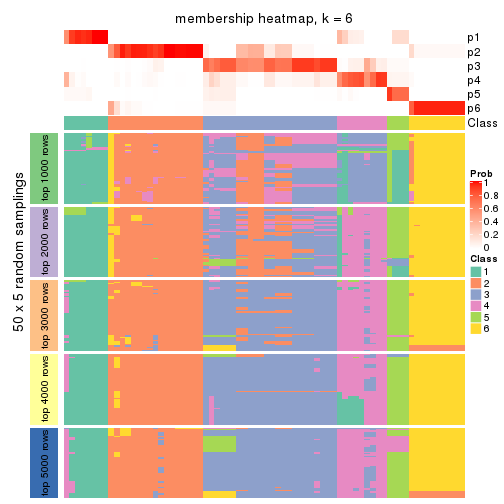 membership heatmap, k = 6
p1
p2
p3
p4
p5
p6
Class
50 x 5 random samplings
top 1000 rows
top 2000 rows
top 3000 rows
top 4000 rows
top 5000 rows
Prob
1
0.8
0.6
0.4
0.2
0
Class
1
2
3
4
5
6